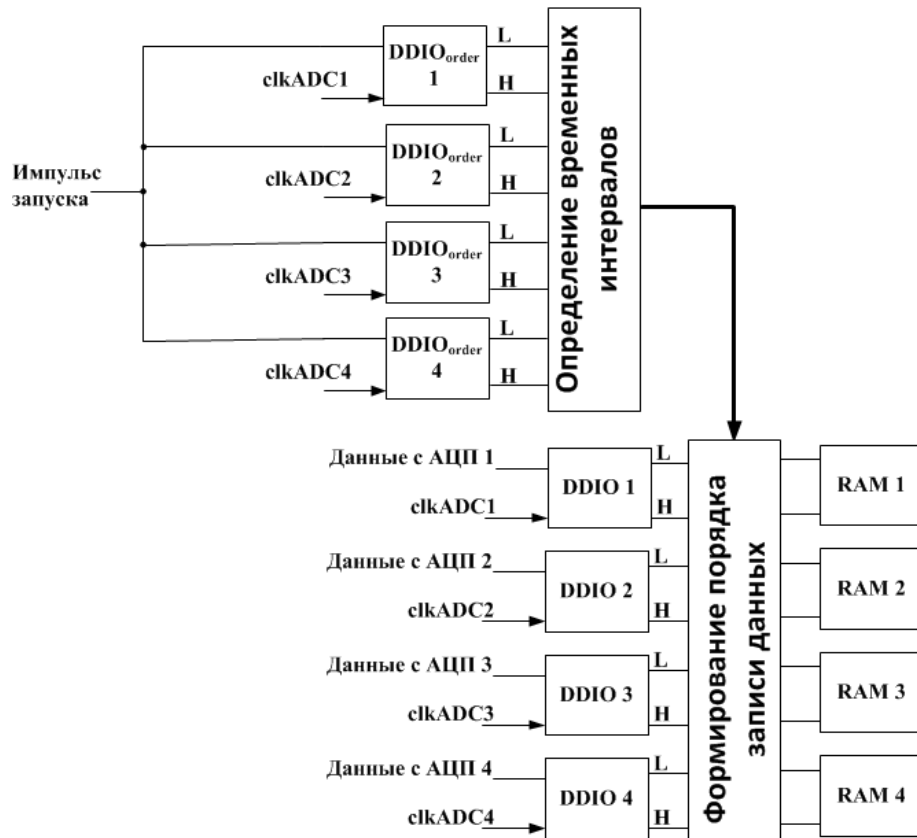 DDIOorder
1
L
H
clkADC1
DDIOorder
2
L
H
clkADC2
Импульс
запуска
DDIOorder
3
L
H
clkADC3
DDIOorder
4
L
H
clkADC4
Определение временных
интервалов
Данные с АЦП 1
clkADC1
DDIO 1
L
H
RAM 1
Данные с АЦП 2
clkADC2
DDIO 2
L
H
RAM 2
Данные с АЦП 3
clkADC3
DDIO 3
L
H
RAM 3
Данные с АЦП 4
clkADC4
DDIO 4
L
H
RAM 4
Формирование порядка
записи данных